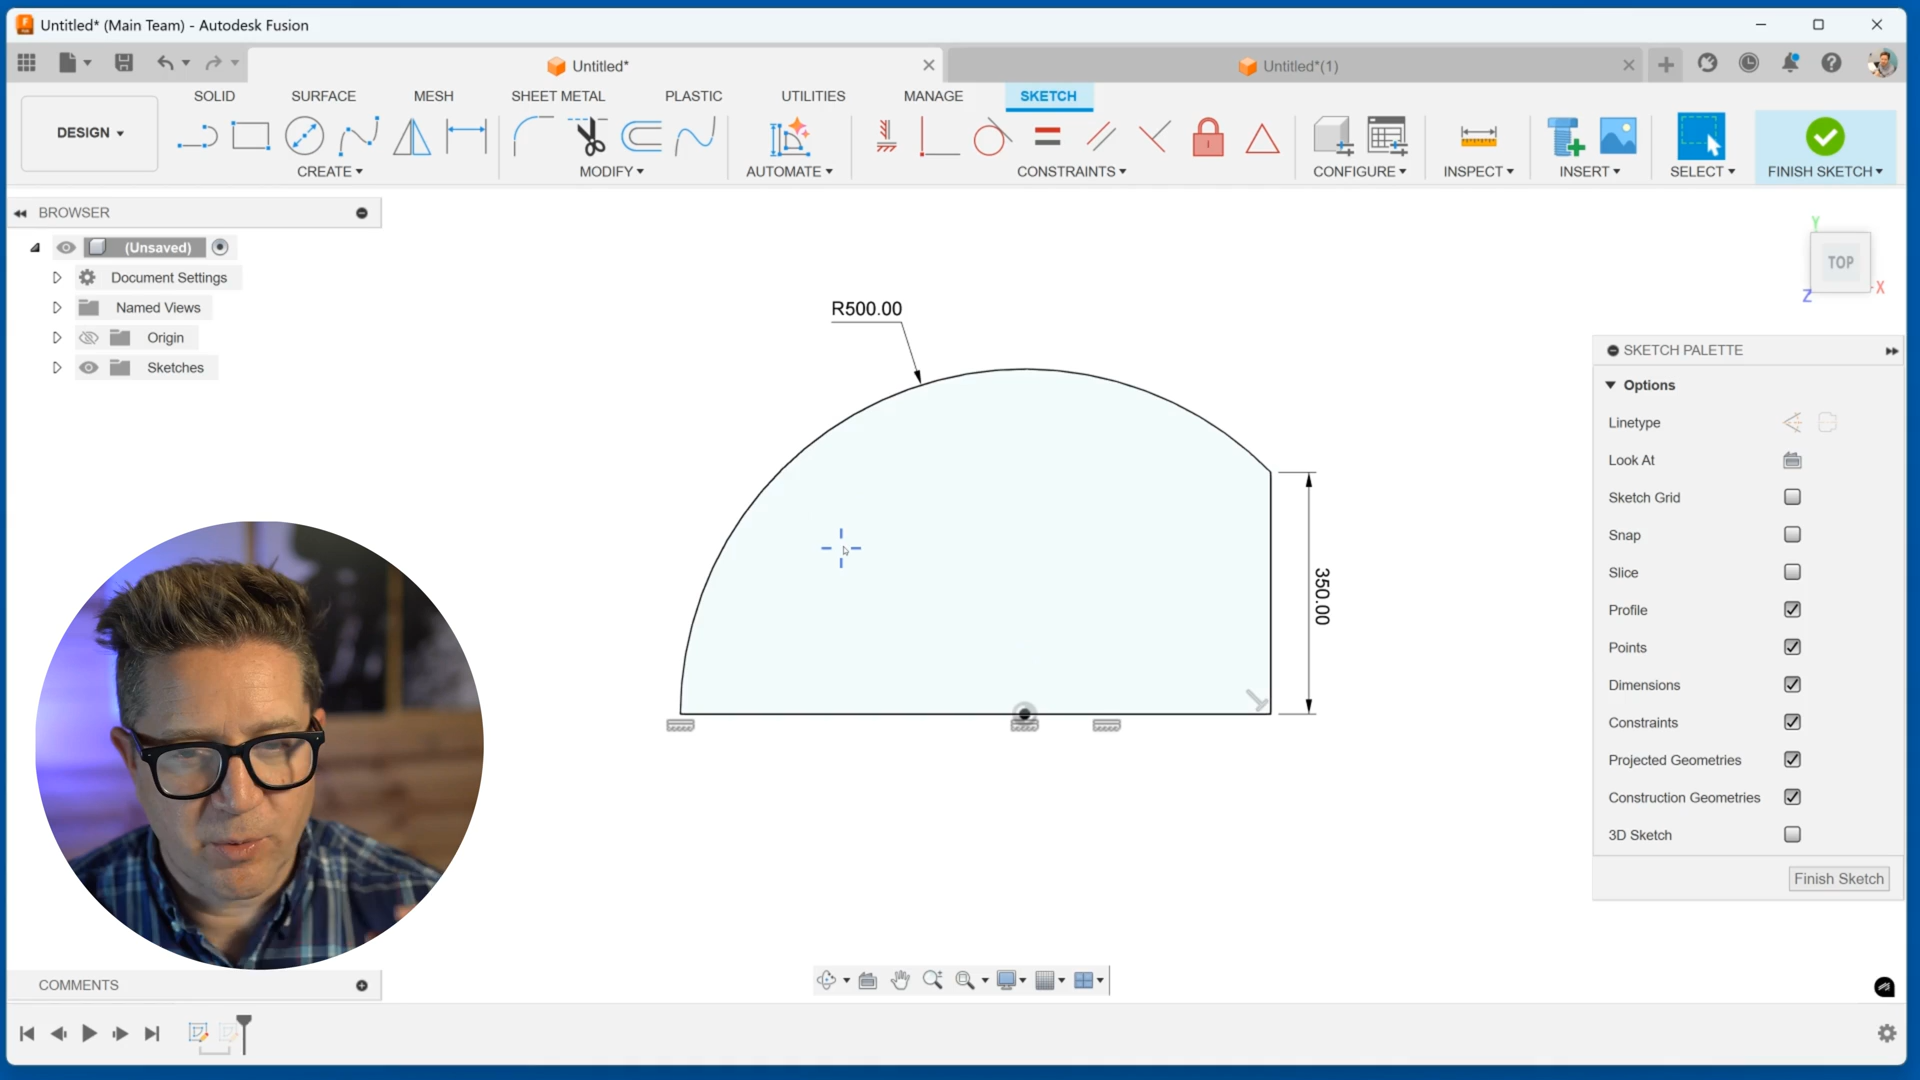 Untitled* (Main Team) - Autodesk Fusion
Untitled*
Untitled*(1)
SOLID SURFACE MESH SHEET METAL PLASTIC UTILITIES MANAGE SKETCH
DESIGN
CREATE MODIFY AUTOMATE CONSTRAINTS CONFIGURE INSPECT INSERT SELECT FINISH SKETCH
BROWSER
(Unsaved)
Document Settings
Named Views
Origin
Sketches
Y
TOP
X
Z
R500.00
350.00
SKETCH PALETTE
Options
Linetype
Look At
Sketch Grid
Snap
Slice
Profile
Points
Dimensions
Constraints
Projected Geometries
Construction Geometries
3D Sketch
Finish Sketch
COMMENTS